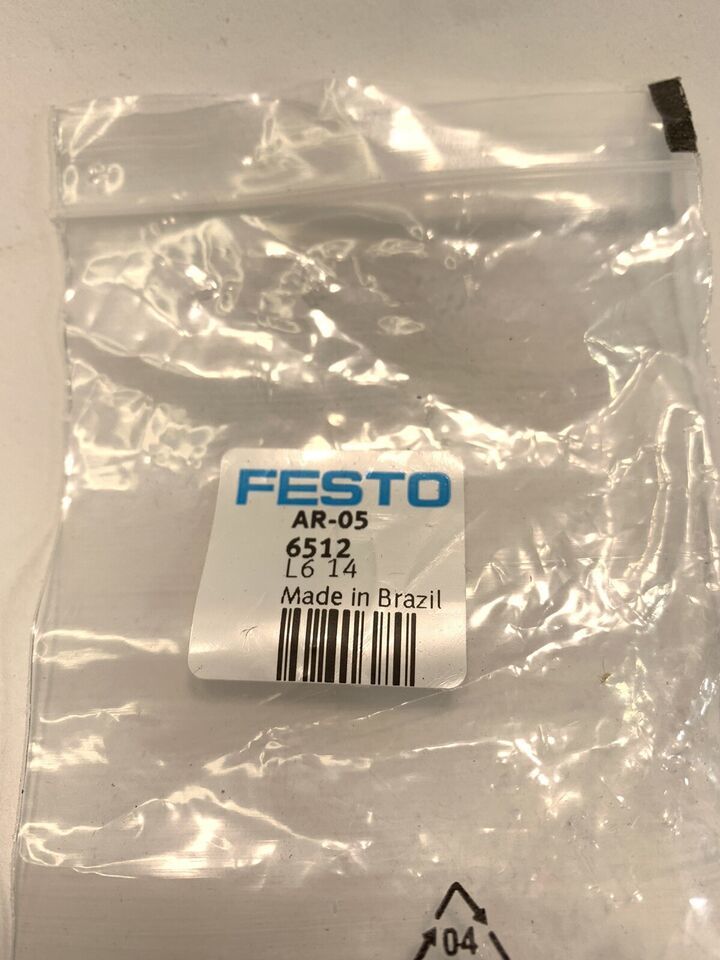 FESTO
AR-05
6512
L6 14
Made in Brazil
04